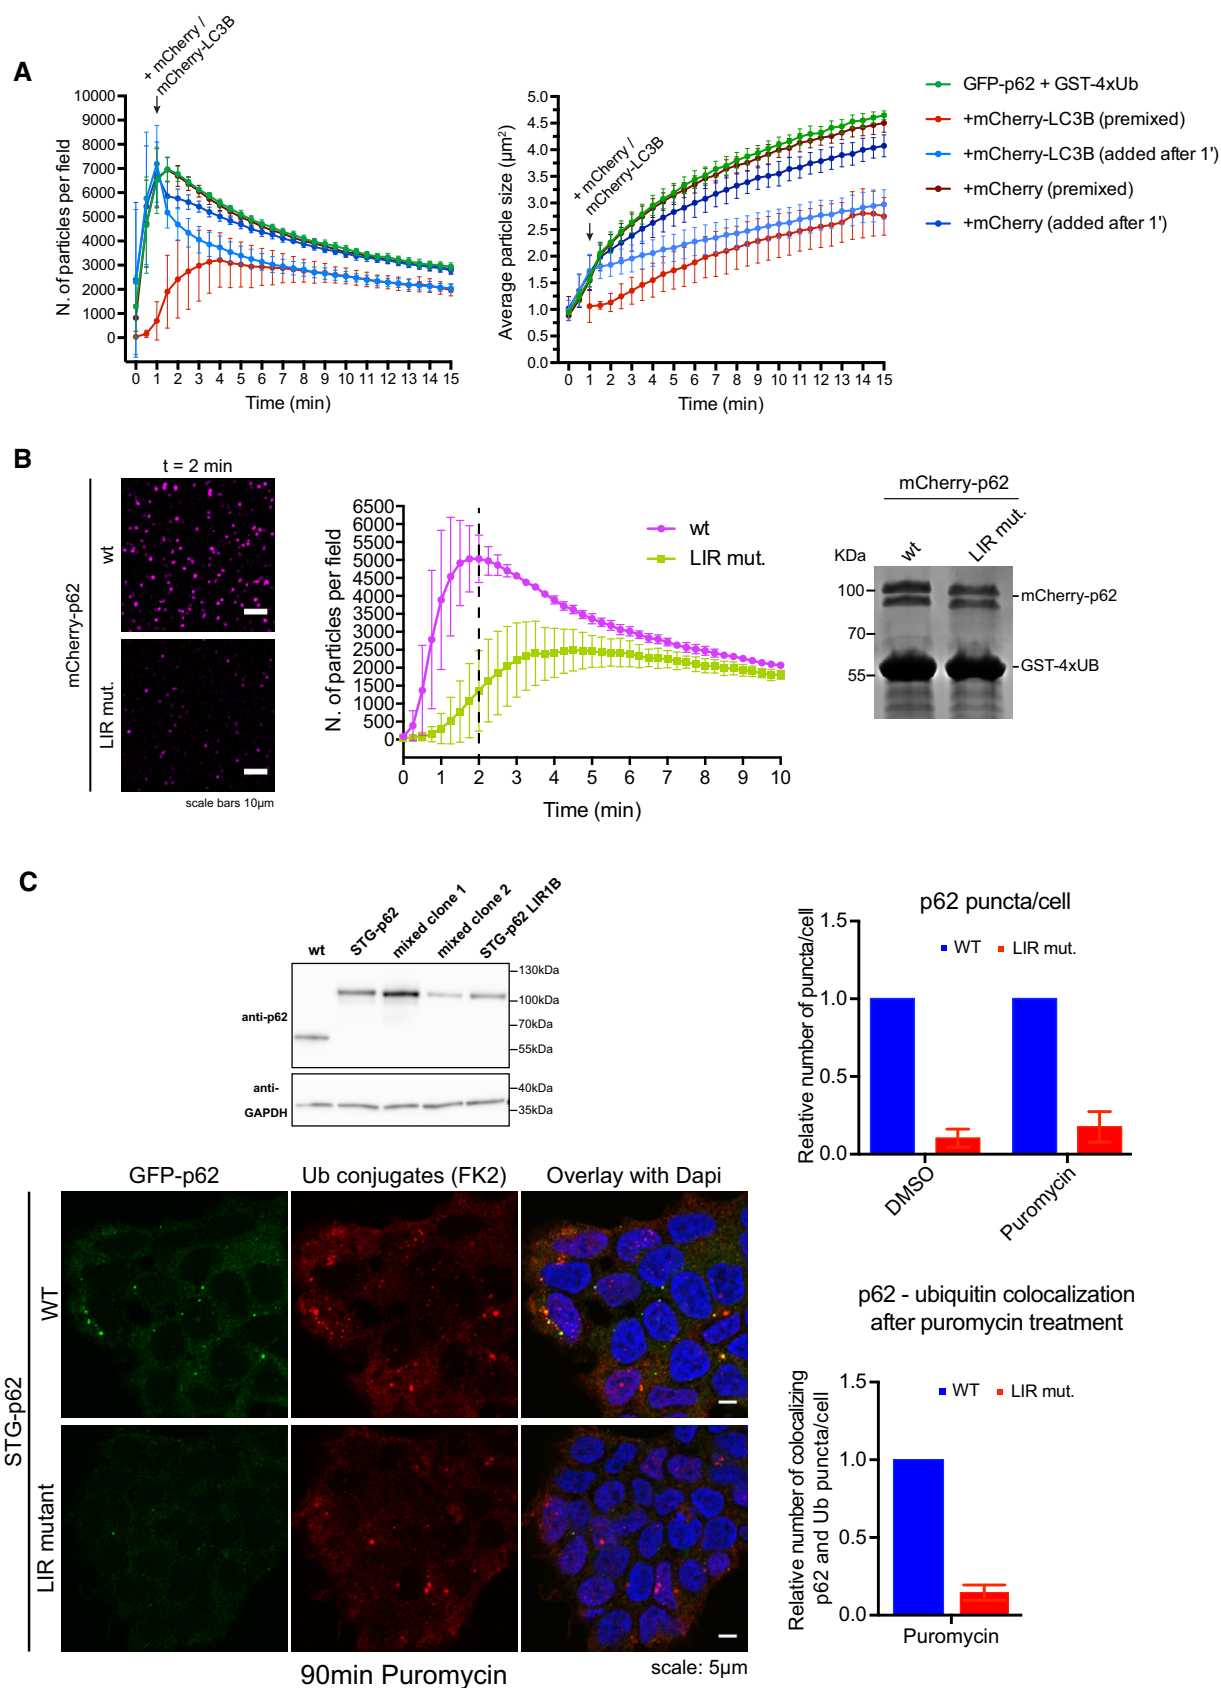 A
+ mCherry /
mCherry-LC3B
N. of particles per field
10000
9000
8000
7000
6000
5000
4000
3000
2000
1000
0
0 1 2 3 4 5 6 7 8 9 10 11 12 13 14 15
Time (min)
+ mCherry /
mCherry-LC3B
Average particle size (µm²)
5.0
4.5
4.0
3.5
3.0
2.5
2.0
1.5
1.0
0.5
0.0
0 1 2 3 4 5 6 7 8 9 10 11 12 13 14 15
Time (min)
GFP-p62 + GST-4xUb
+mCherry-LC3B (premixed)
+mCherry-LC3B (added after 1')
+mCherry (premixed)
+mCherry (added after 1')
B
t = 2 min
mCherry-p62
wt
LIR mut.
scale bars 10µm
N. of particles per field
6500
6000
5500
5000
4500
4000
3500
3000
2500
2000
1500
1000
500
0
0 1 2 3 4 5 6 7 8 9 10
Time (min)
wt
LIR mut.
mCherry-p62
KDa
wt
LIR mut.
100
70
55
mCherry-p62
GST-4xUB
C
wt
STG-p62
mixed clone 1
mixed clone 2
STG-p62 LIR1B
anti-p62
130kDa
100kDa
70kDa
55kDa
anti-
GAPDH
40kDa
35kDa
p62 puncta/cell
WT
LIR mut.
Relative number of puncta/cell
1.5
1.0
0.5
0.0
DMSO
Puromycin
GFP-p62
Ub conjugates (FK2)
Overlay with Dapi
STG-p62
WT
LIR mutant
90min Puromycin
scale: 5µm
p62 - ubiquitin colocalization
after puromycin treatment
WT
LIR mut.
Relative number of colocalizing
p62 and Ub puncta/cell
1.5
1.0
0.5
0.0
Puromycin